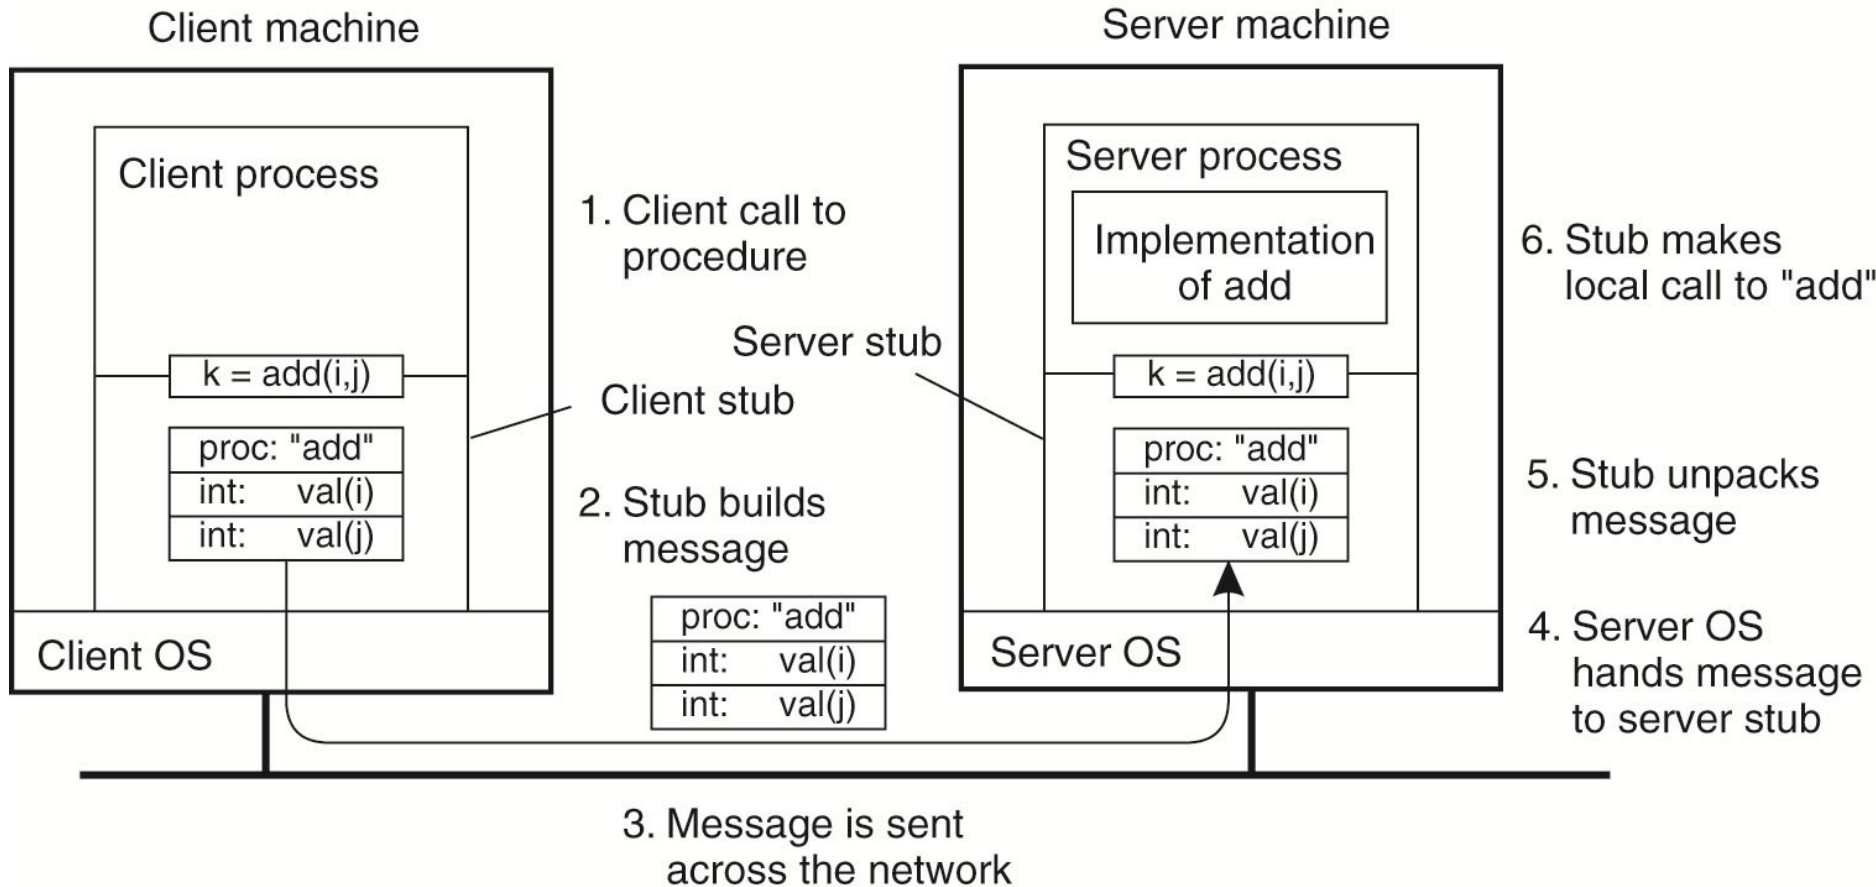 Client machine
Client process
k = add(i,j)
proc: "add"
int: val(i)
int: val(j)
Client OS
1. Client call to
procedure
Client stub
2. Stub builds
message
proc: "add"
int: val(i)
int: val(j)
3. Message is sent
across the network
Server machine
Server process
Implementation
of add
Server stub
k = add(i,j)
proc: "add"
int: val(i)
int: val(j)
Server OS
6. Stub makes
local call to "add"
5. Stub unpacks
message
4. Server OS
hands message
to server stub